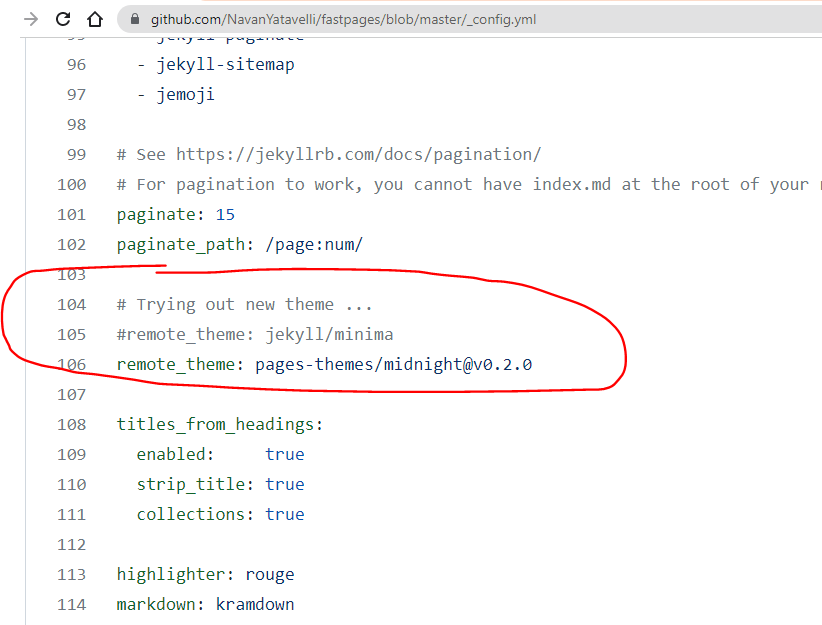 github.com/NavanYatavelli/fastpages/blob/master/_config.yml
95 - jekyll-paginate
96 - jekyll-sitemap
97 - jemoji
98
99 # See https://jekyllrb.com/docs/pagination/
100 # For pagination to work, you cannot have index.md at the root of your
101 paginate: 15
102 paginate_path: /page:num/
103
104 # Trying out new theme ...
105 #remote_theme: jekyll/minima
106 remote_theme: pages-themes/midnight@v0.2.0
107
108 titles_from_headings:
109 enabled: true
110 strip_title: true
111 collections: true
112
113 highlighter: rouge
114 markdown: kramdown